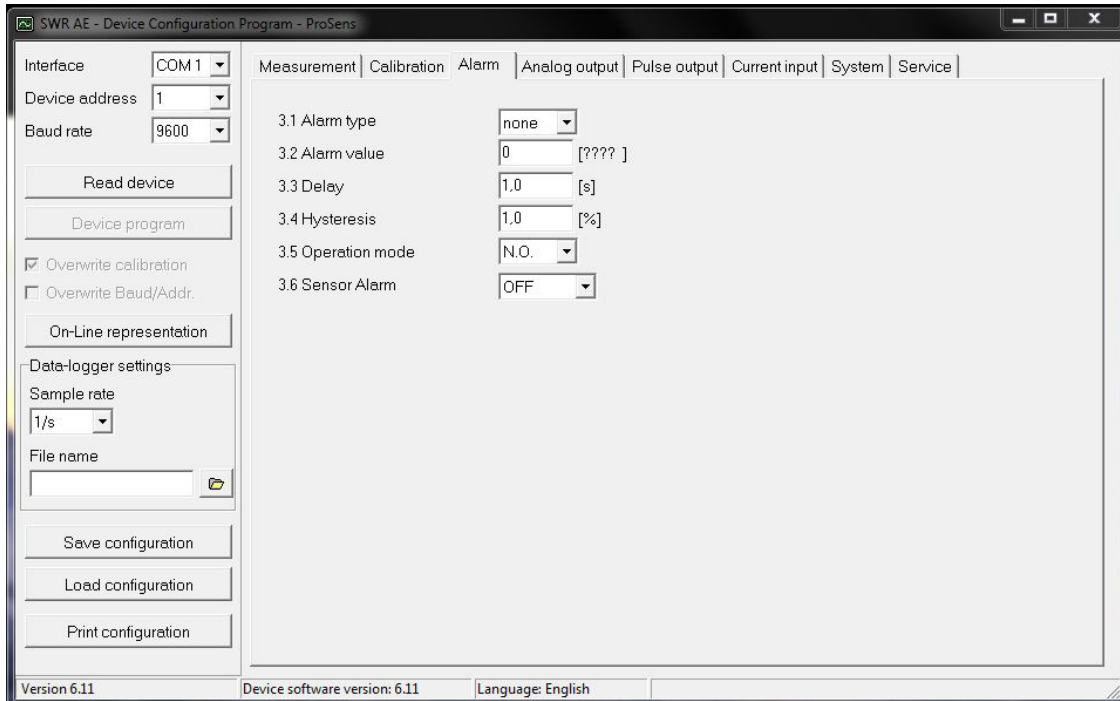 SWR AE - Device Configuration Program - ProSens
Interface COM 1
Device address 1
Baud rate 9600
Read device
Device program
Overwrite calibration
Overwrite Baud/Addr.
On-Line representation
Data-logger settings
Sample rate
1/s
File name
Save configuration
Load configuration
Print configuration
Measurement Calibration Alarm Analog output Pulse output Current input System Service
3.1 Alarm type none
3.2 Alarm value 0 [???? ]
3.3 Delay 1,0 [s]
3.4 Hysteresis 1,0 [%]
3.5 Operation mode N.O.
3.6 Sensor Alarm OFF
Version 6.11 Device software version: 6.11 Language: English